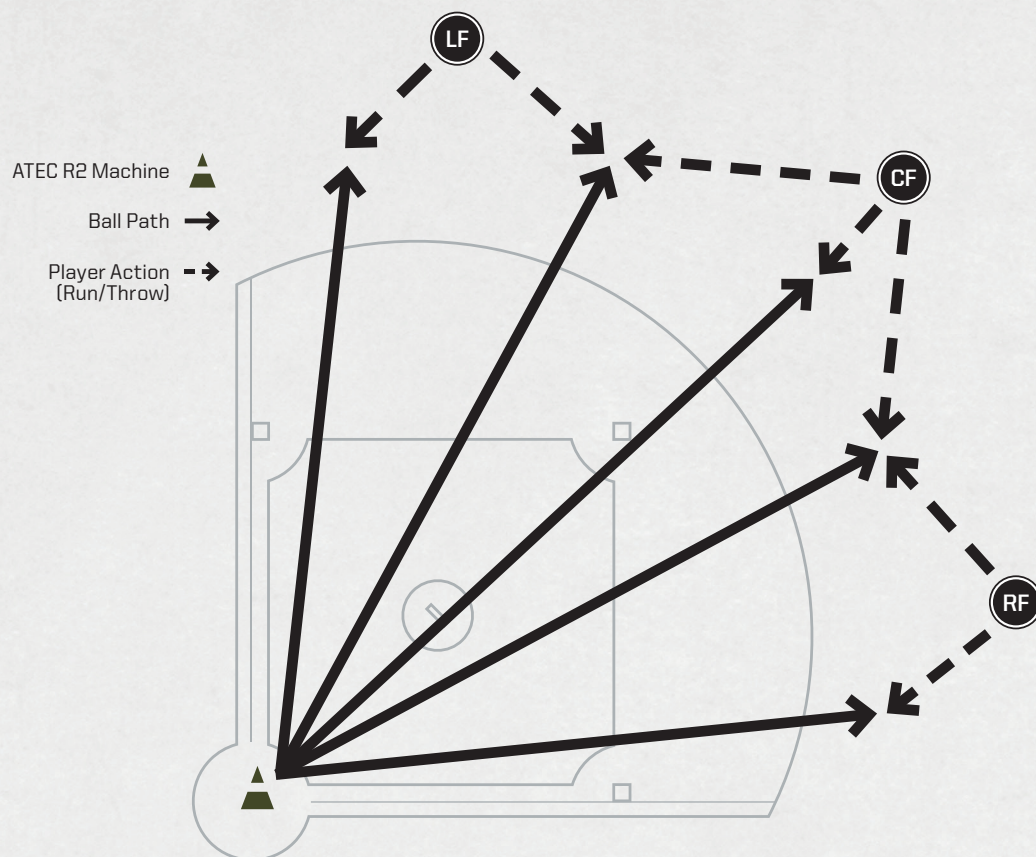 LF
CF
ATEC R2 Machine
Ball Path
Player Action
(Run/Throw)
RF